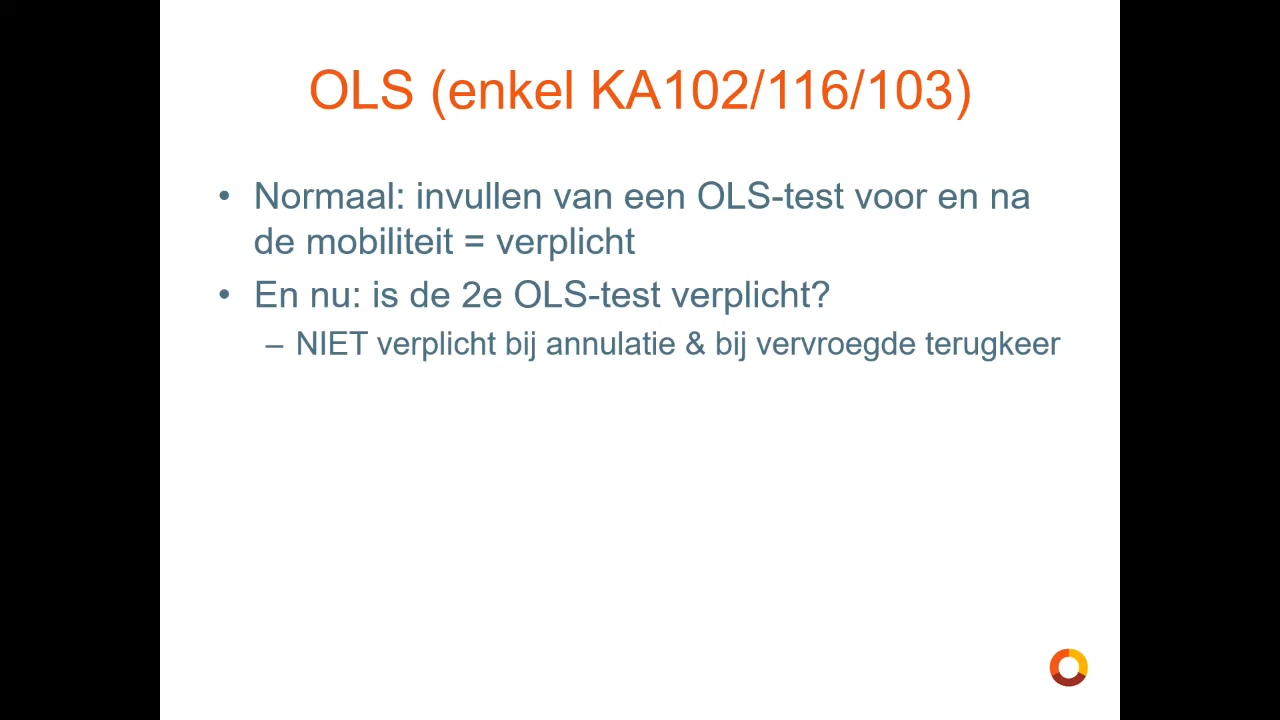 OLS (enkel KA102/116/103)
• Normaal: invullen van een OLS-test voor en na
de mobiliteit = verplicht
• En nu: is de 2e OLS-test verplicht?
– NIET verplicht bij annulatie & bij vervroegde terugkeer